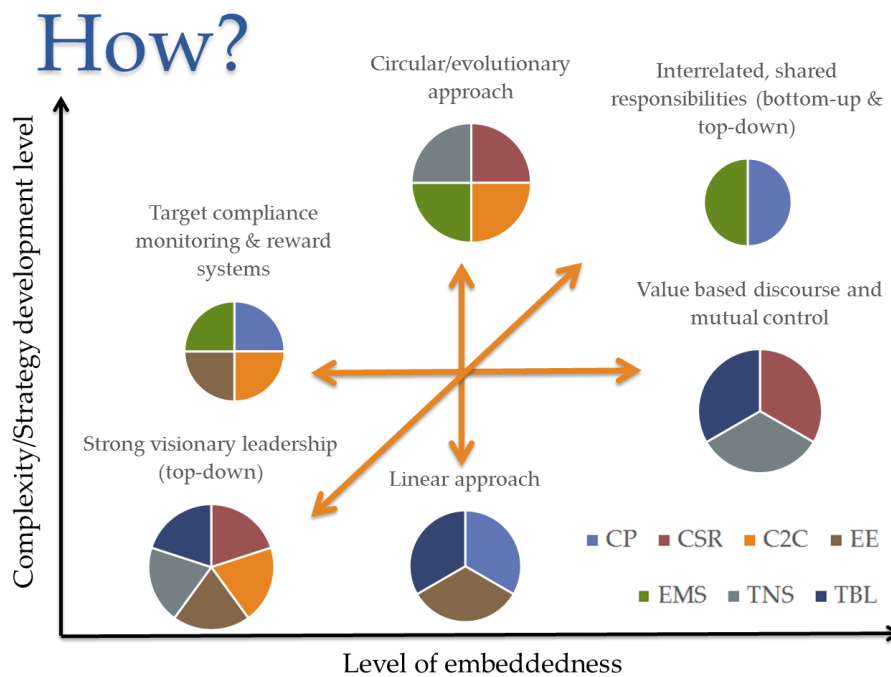 How?
Circular/evolutionary
approach
Interrelated, shared
responsibilities (bottom-up &
top-down)
Target compliance
monitoring & reward
systems
Value based discourse and
mutual control
Strong visionary leadership
(top-down)
Linear approach
CP CSR C2C EE
EMS TNS TBL
Complexity/Strategy development level
Level of embeddedness